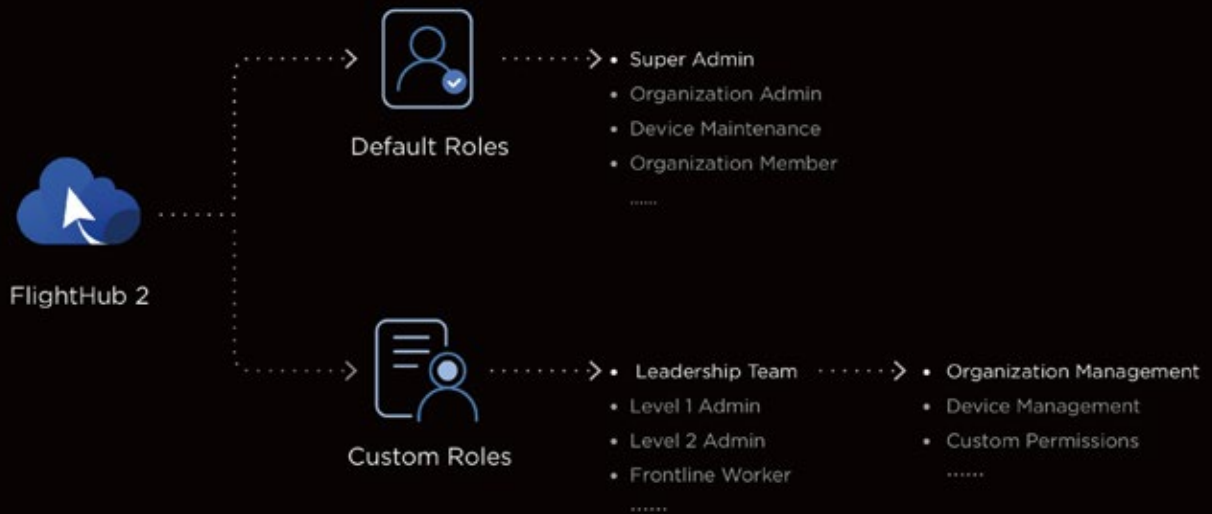 Default Roles
• Super Admin
• Organization Admin
• Device Maintenance
• Organization Member
......
FlightHub 2
Custom Roles
• Leadership Team
• Level 1 Admin
• Level 2 Admin
• Frontline Worker
......
• Organization Management
• Device Management
• Custom Permissions
......